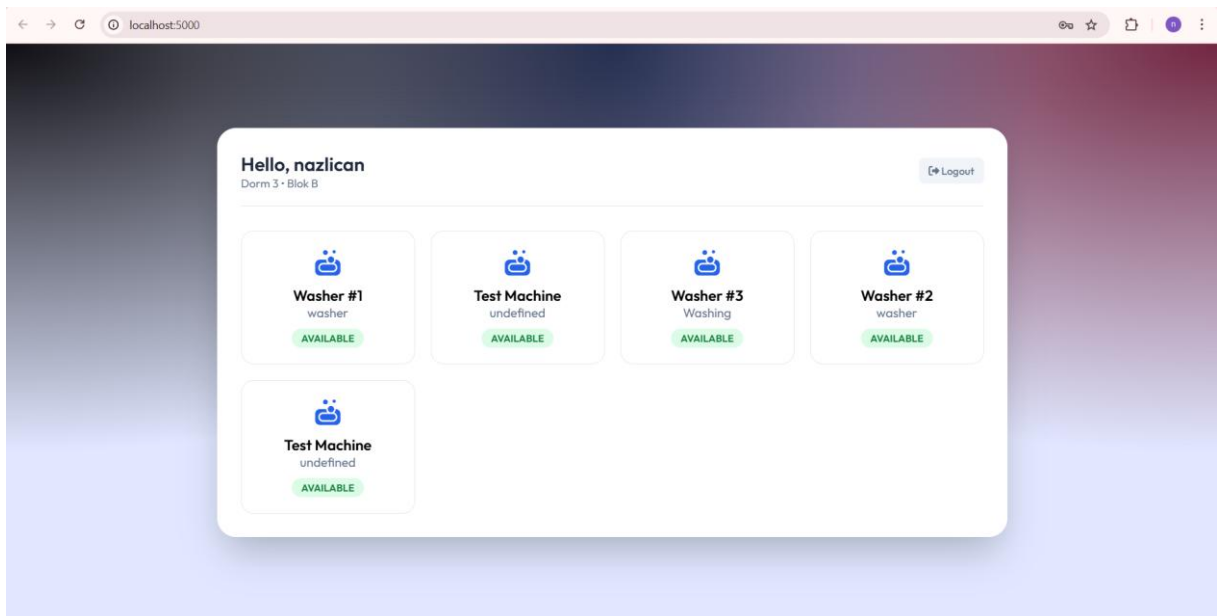 localhost:5000
n
Hello, nazlican
Dorm 3 • Blok B
Logout
Washer #1
washer
AVAILABLE
Test Machine
undefined
AVAILABLE
Washer #3
Washing
AVAILABLE
Washer #2
washer
AVAILABLE
Test Machine
undefined
AVAILABLE